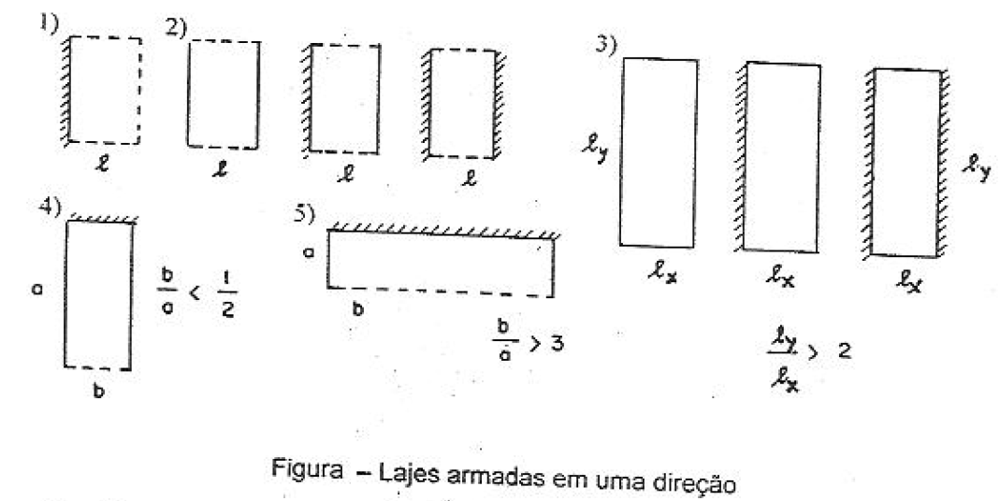 1)
2)
3)
ℓ
ℓ
ℓ
ℓ
ℓy
ℓy
ℓx
ℓx
ℓx
ℓy/ℓx > 2
4)
a
b/a < 1/2
b
5)
a
b
b/a > 3
Figura – Lajes armadas em uma direção